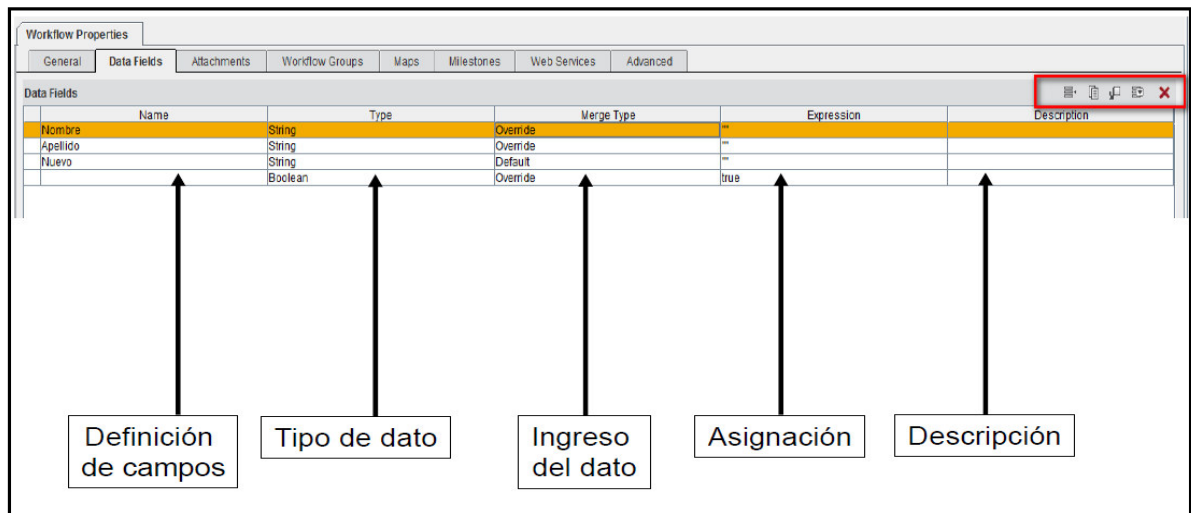 Workflow Properties
General Data Fields Attachments Workflow Groups Maps Milestones Web Services Advanced
Data Fields
Name Type Merge Type Expression Description
Nombre String Override ""
Apellido String Override ""
Nuevo String Default ""
Boolean Override true
Definición
de campos
Tipo de dato
Ingreso
del dato
Asignación
Descripción